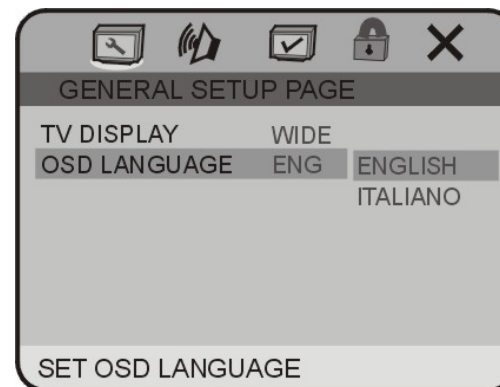 GENERAL SETUP PAGE
TV DISPLAY WIDE
OSD LANGUAGE ENG ENGLISH
ITALIANO
SET OSD LANGUAGE